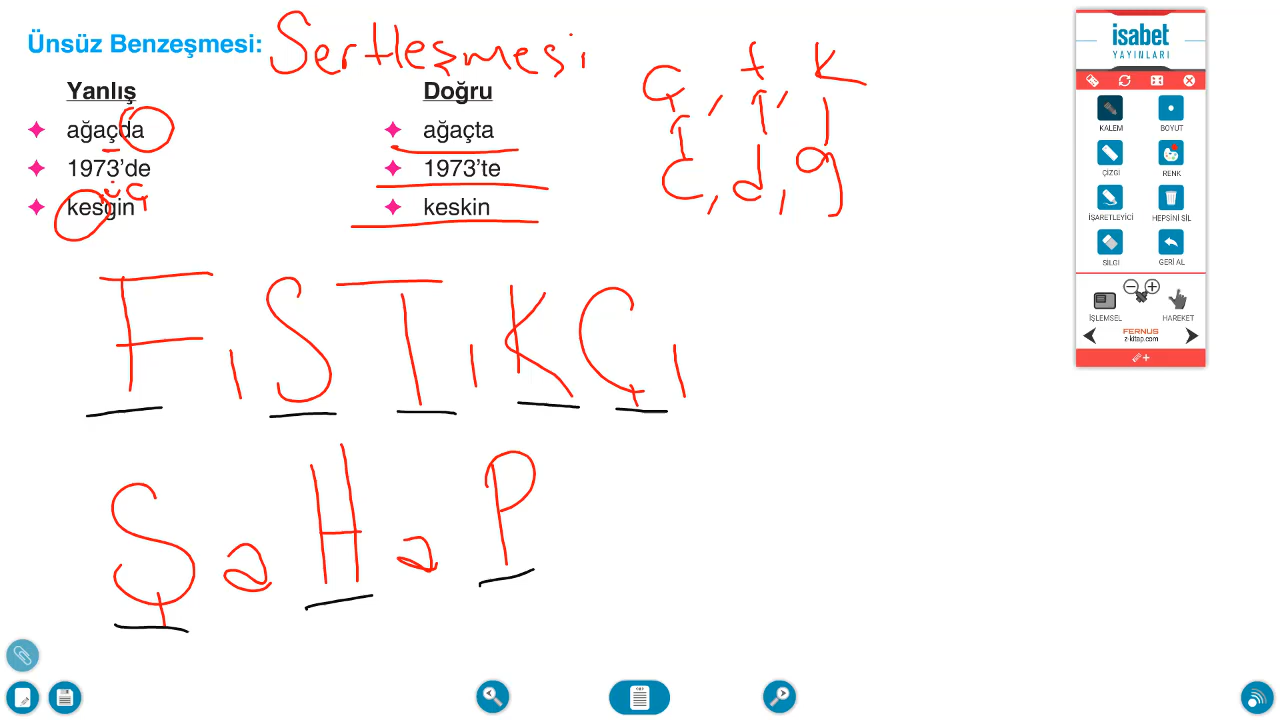 Ünsüz Benzeşmesi: Sertleşmesi
Yanlış Doğru
ağaçda ağaçta
1973'de 1973'te
üç
kesgin keskin
ç, t, k
c, d, g
FıSTıKÇı
ŞaHaP
isabet
YAYINLARI
KALEM BOYUT
ÇİZGİ RENK
İŞARETLEYİCİ HEPSİNİ SİL
SİLGİ GERİ AL
İŞLEMSEL HAREKET
FERNUS
z-kitap.com